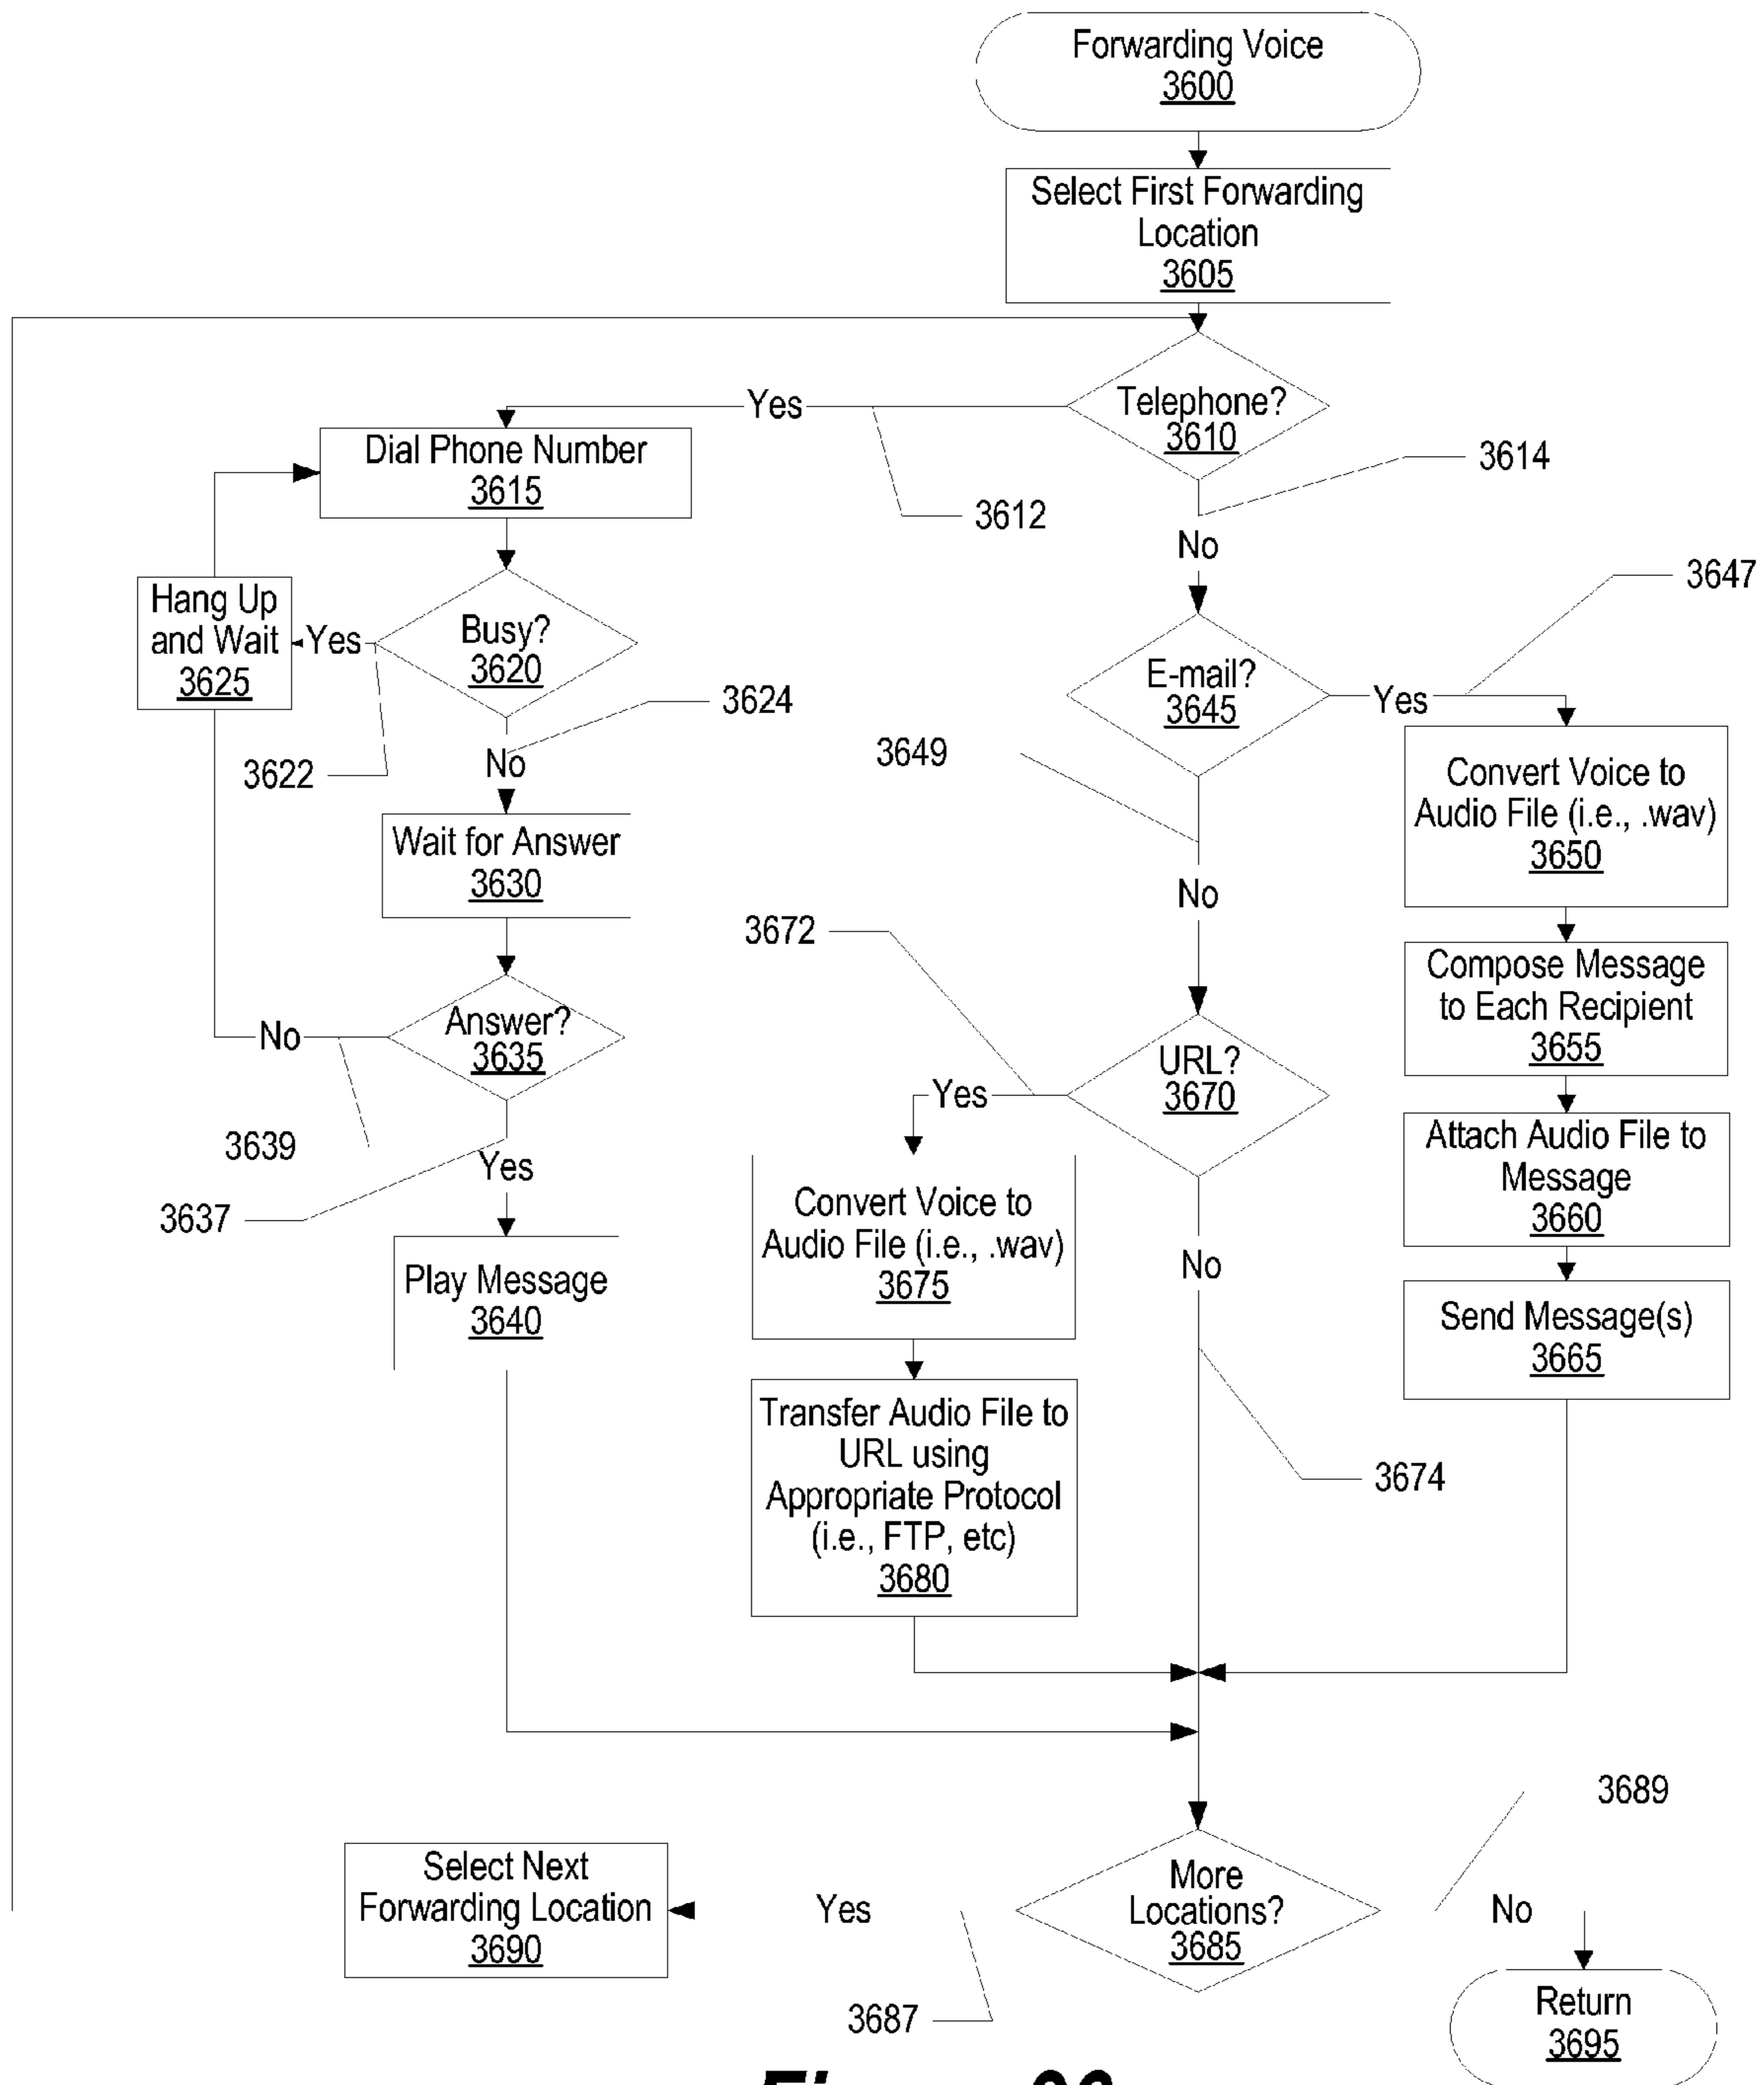 Forwarding Voice
3600
Select First Forwarding
Location
3605
Telephone?
3610
Yes
3612
3614
No
Dial Phone Number
3615
Hang Up
and Wait
3625
Yes
Busy?
3620
3622
3624
No
Wait for Answer
3630
Answer?
3635
No
3639
3637
Yes
Play Message
3640
E-mail?
3645
Yes
3647
3649
No
Convert Voice to
Audio File (i.e., .wav)
3650
Compose Message
to Each Recipient
3655
Attach Audio File to
Message
3660
Send Message(s)
3665
URL?
3670
3672
Yes
Convert Voice to
Audio File (i.e., .wav)
3675
Transfer Audio File to
URL using
Appropriate Protocol
(i.e., FTP, etc)
3680
No
3674
More
Locations?
3685
Yes
3687
Select Next
Forwarding Location
3690
3689
No
Return
3695